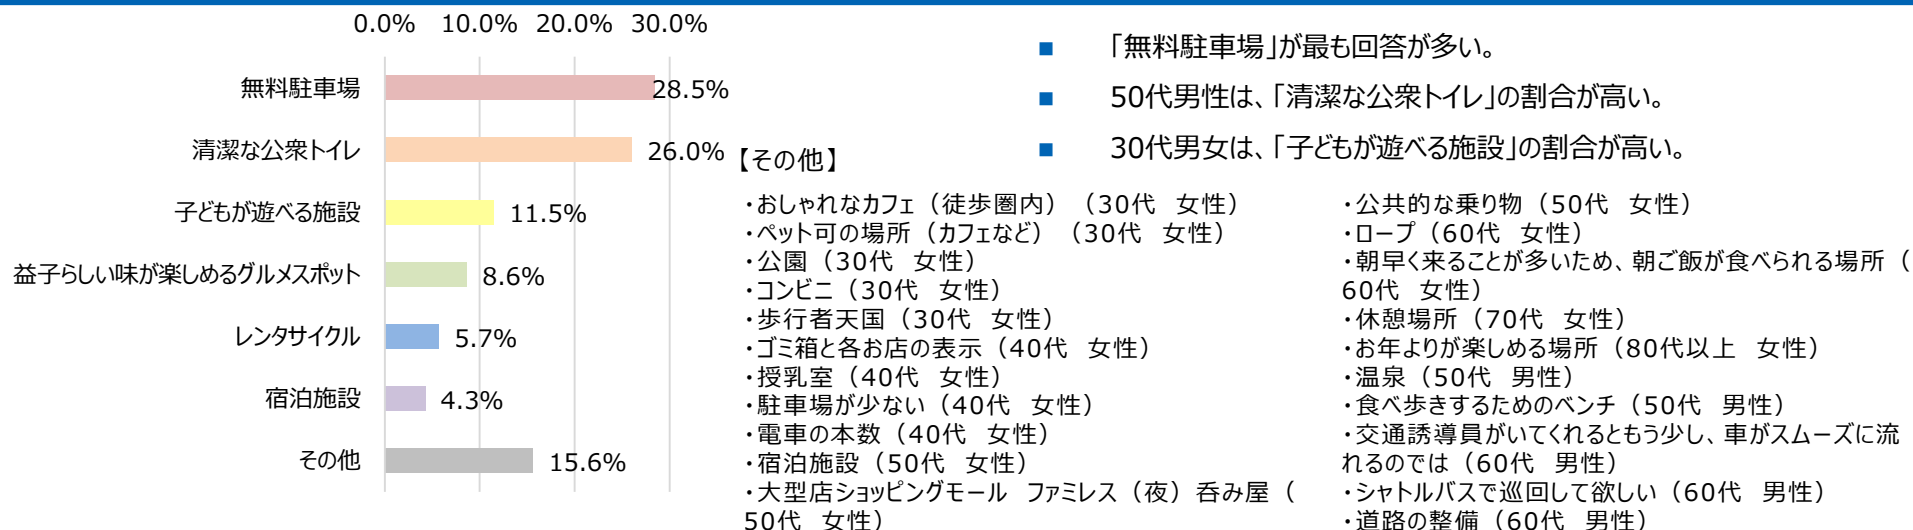 0.0% 10.0% 20.0% 30.0%
無料駐車場 28.5%
清潔な公衆トイレ 26.0%
子どもが遊べる施設 11.5%
益子らしい味が楽しめるグルメスポット 8.6%
レンタサイクル 5.7%
宿泊施設 4.3%
その他 15.6%
■ 「無料駐車場」が最も回答が多い。
■ 50代男性は、「清潔な公衆トイレ」の割合が高い。
■ 30代男女は、「子どもが遊べる施設」の割合が高い。
【その他】
・おしゃれなカフェ（徒歩圏内）（30代 女性）
・ペット可の場所（カフェなど）（30代 女性）
・公園（30代 女性）
・コンビニ（30代 女性）
・歩行者天国（30代 女性）
・ゴミ箱と各お店の表示（40代 女性）
・授乳室（40代 女性）
・駐車場が少ない（40代 女性）
・電車の本数（40代 女性）
・宿泊施設（50代 女性）
・大型店ショッピングモール ファミレス（夜）呑み屋（
50代 女性）
・公共的な乗り物（50代 女性）
・ロープ（60代 女性）
・朝早く来ることが多いため、朝ご飯が食べられる場所（
60代 女性）
・休憩場所（70代 女性）
・お年よりが楽しめる場所（80代以上 女性）
・温泉（50代 男性）
・食べ歩きするためのベンチ（50代 男性）
・交通誘導員がいてくれるともう少し、車がスムーズに流
れるのでは（60代 男性）
・シャトルバスで巡回して欲しい（60代 男性）
・道路の整備（60代 男性）